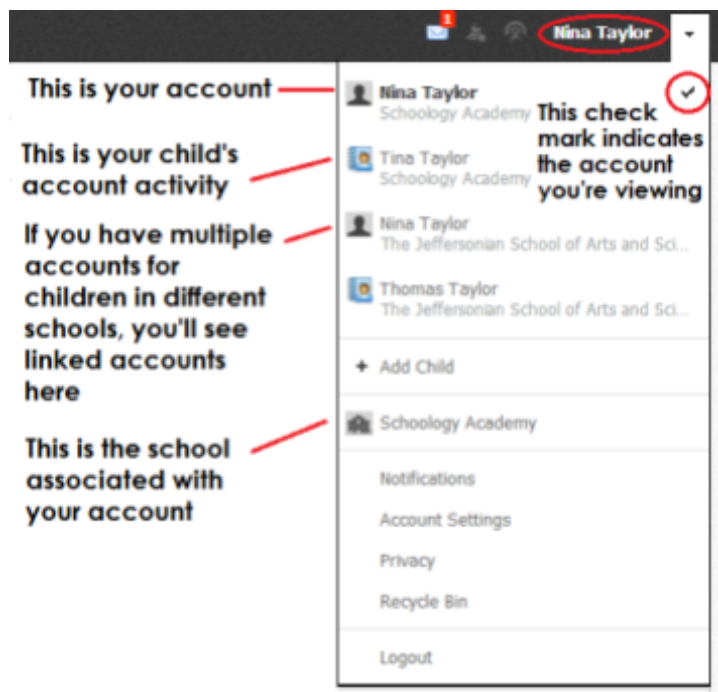 1
Nina Taylor
This is your account
Nina Taylor
Schoology Academy
This check
mark indicates
the account
you're viewing
This is your child's
account activity
Tina Taylor
Schoology Academy
If you have multiple
accounts for
children in different
schools, you'll see
linked accounts
here
Nina Taylor
The Jeffersonian School of Arts and Sci...
Thomas Taylor
The Jeffersonian School of Arts and Sci...
+ Add Child
This is the school
associated with
your account
Schoology Academy
Notifications
Account Settings
Privacy
Recycle Bin
Logout